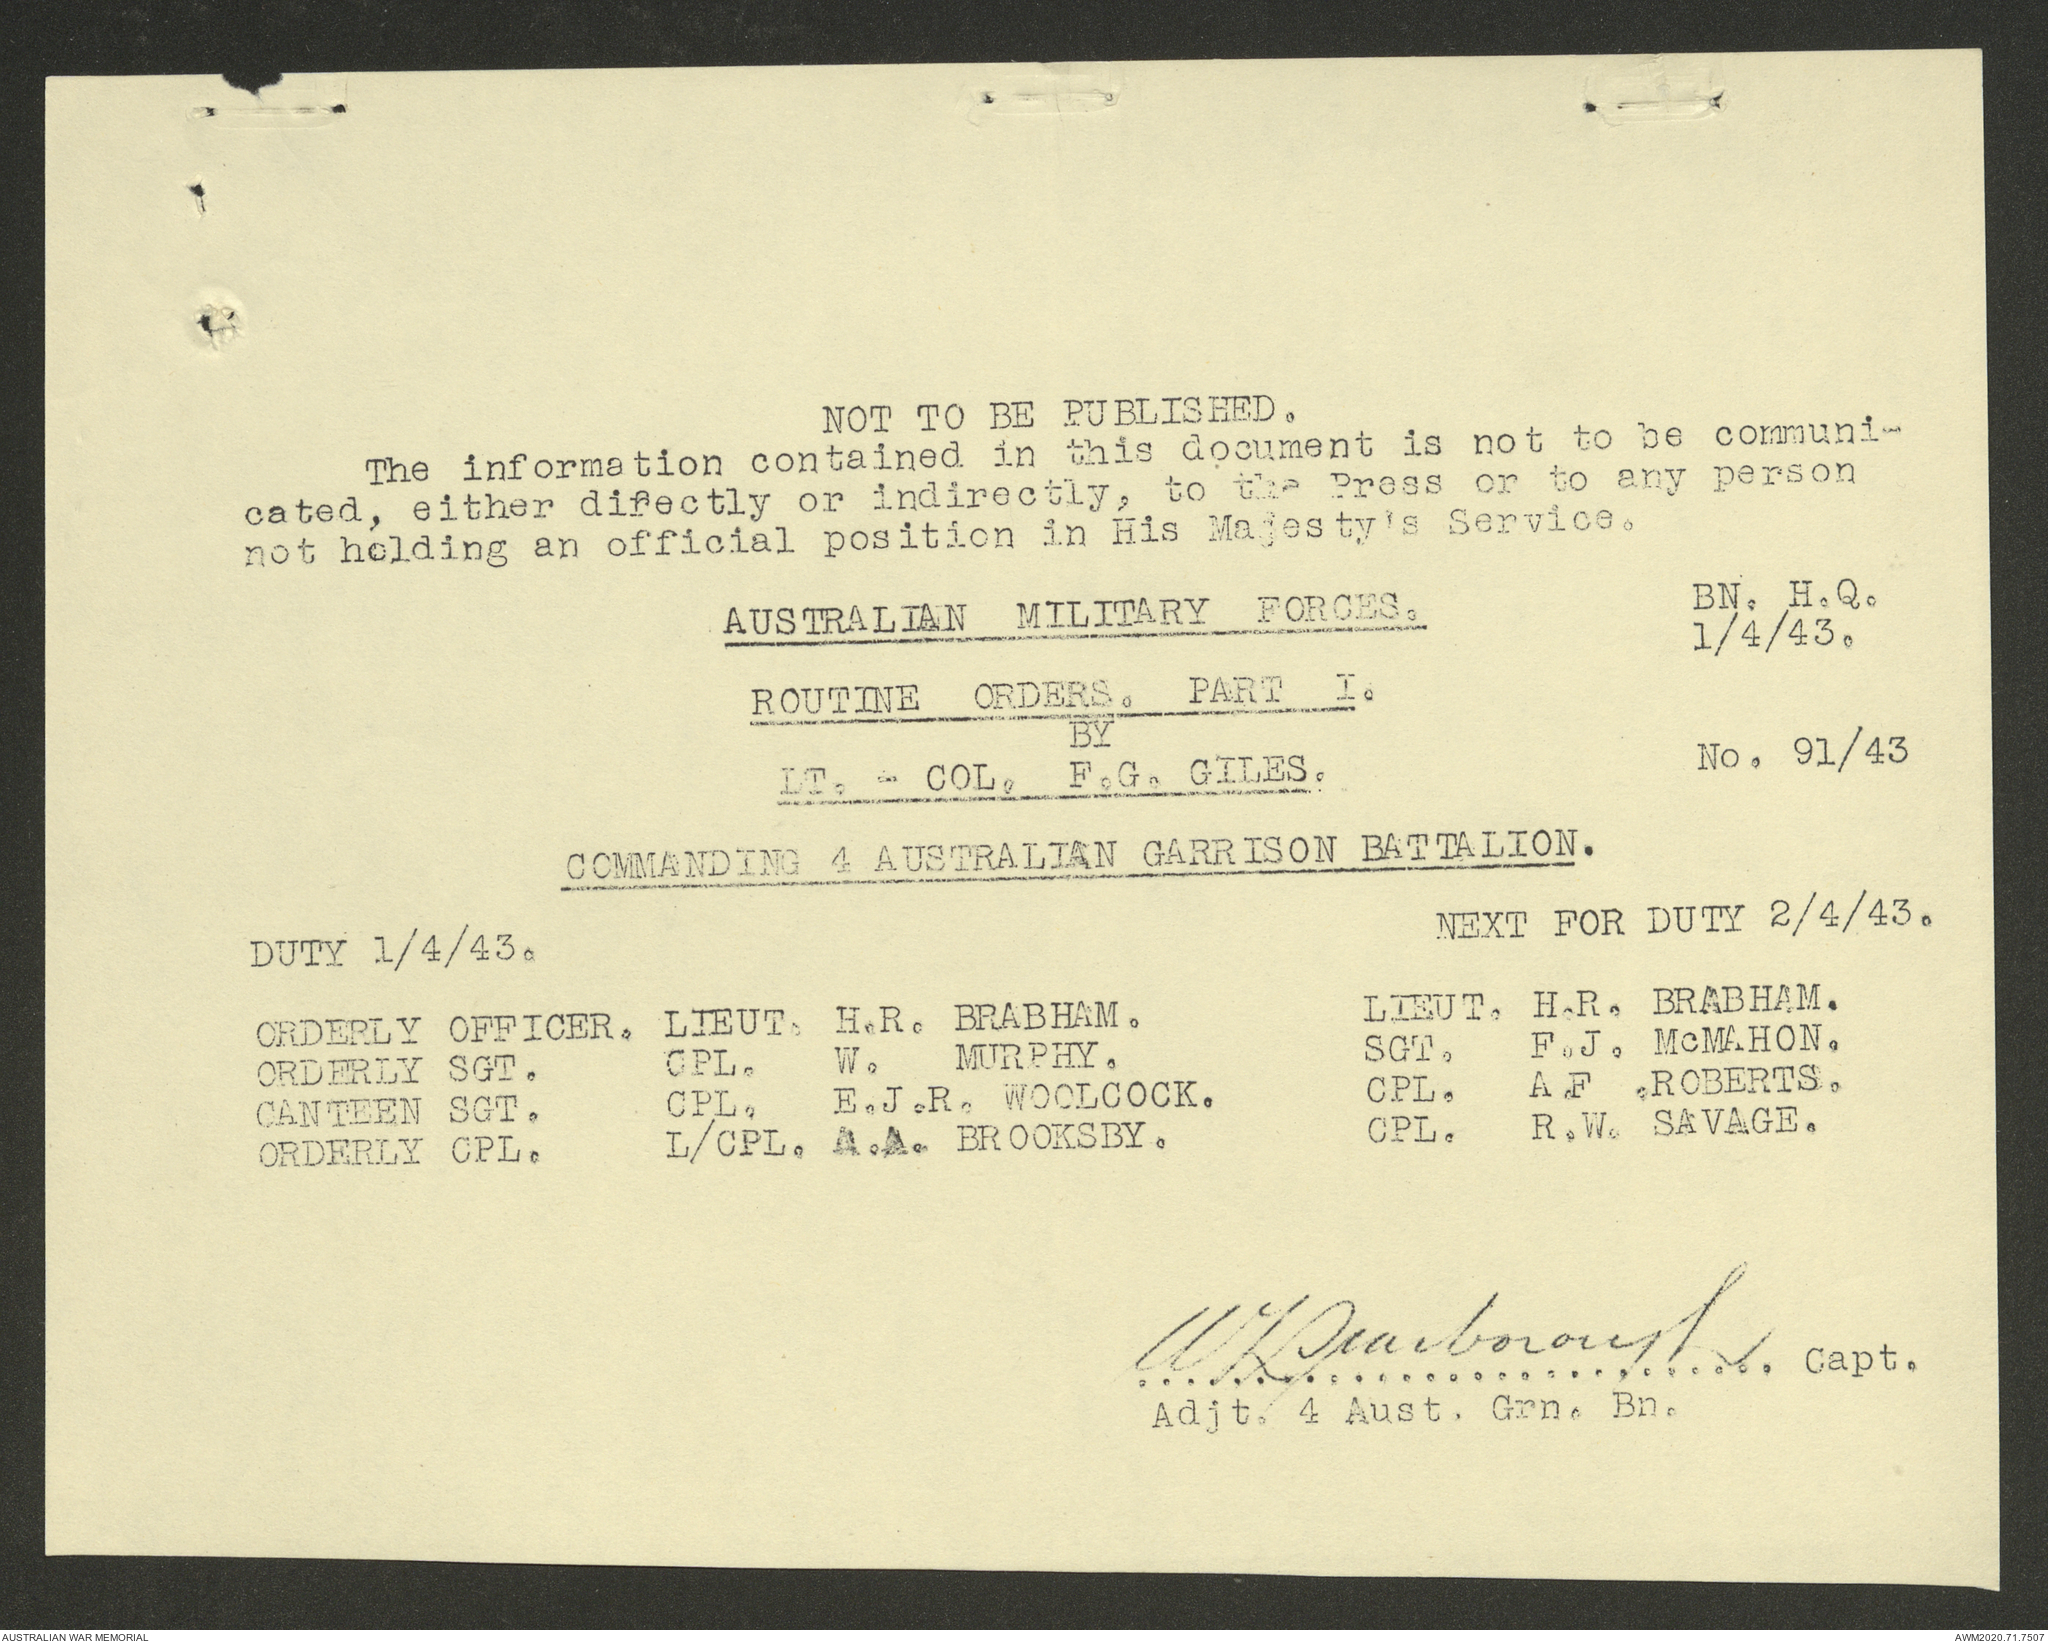 NOT TO BE PUBLISHED.
The information contained in this document is not to be communi-
cated, either directly or indirectly, to the Press or to any person
not holding an official position in His Majesty's Service.
AUSTRALIAN MILITARY FORCES.
BN. H.Q.
1/4/43.
ROUTINE ORDERS. PART I.
BY
LT. - COL. F.G. GILES.
No. 91/43
COMMANDING 4 AUSTRALIAN GARRISON BATTALION.
DUTY 1/4/43. NEXT FOR DUTY 2/4/43.
ORDERLY OFFICER. LIEUT. H.R. BRABHAM. LIEUT. H.R. BRABHAM.
ORDERLY SGT. CPL. W. MURPHY. SGT. F.J. McMAHON.
CANTEEN SGT. CPL. E.J.R. WOOLCOCK. CPL. A.F .ROBERTS.
ORDERLY CPL. L/CPL. A.A. BROOKSBY. CPL. R.W. SAVAGE.
Capt.
Adjt. 4 Aust. Grn. Bn.
AUSTRALIAN WAR MEMORIAL
AWM2020.71.7507